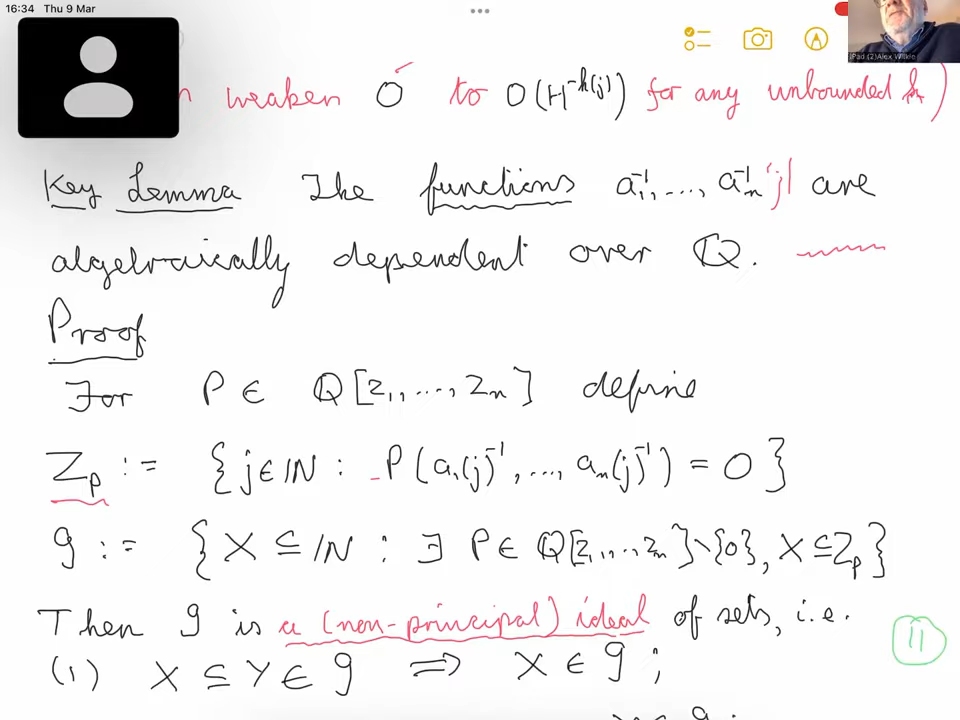 16:34 Thu 9 Mar
iPad (2)Alex Wilkie
weaken 0 to 0(H^{-h(j)}) for any unbounded h)
Key Lemma The functions a_1^{-1}, ..., a_n^{-1} 'j' are
algebraically dependent over ℚ.
Proof
For P ∈ ℚ[z_1, ..., z_n] define
Z_P := {j ∈ ℕ : P(a_1(j)^{-1}, ..., a_n(j)^{-1}) = 0}
𝒥 := {X ⊆ ℕ : ∃ P ∈ ℚ[z_1, ..., z_n]∖{0}, X ⊆ Z_P}
Then 𝒥 is a (non-principal) ideal of sets, i.e.
(1) X ⊆ Y ∈ 𝒥 ⟹ X ∈ 𝒥 ;
11